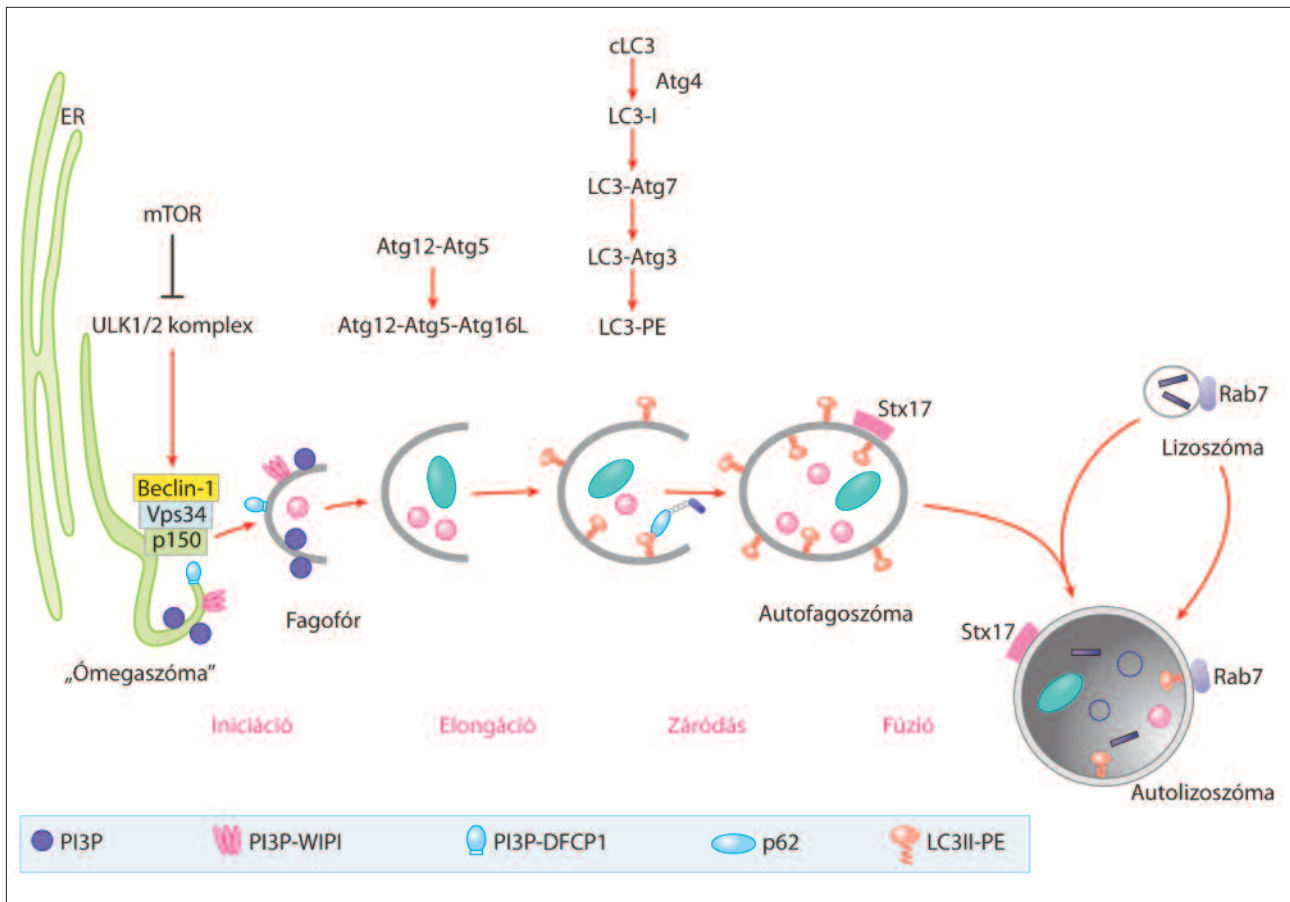 cLC3
Atg4
LC3-I
LC3-Atg7
LC3-Atg3
LC3-PE
ER
mTOR
ULK1/2 komplex
Atg12-Atg5
Atg12-Atg5-Atg16L
Beclin-1
Vps34
p150
„Ómegaszóma”
Fagofór
Stx17
Autofagoszóma
Rab7
Lizoszóma
Stx17
Rab7
Autolizoszóma
Iniciáció
Elongáció
Záródás
Fúzió
PI3P
PI3P-WIPI
PI3P-DFCP1
p62
LC3II-PE